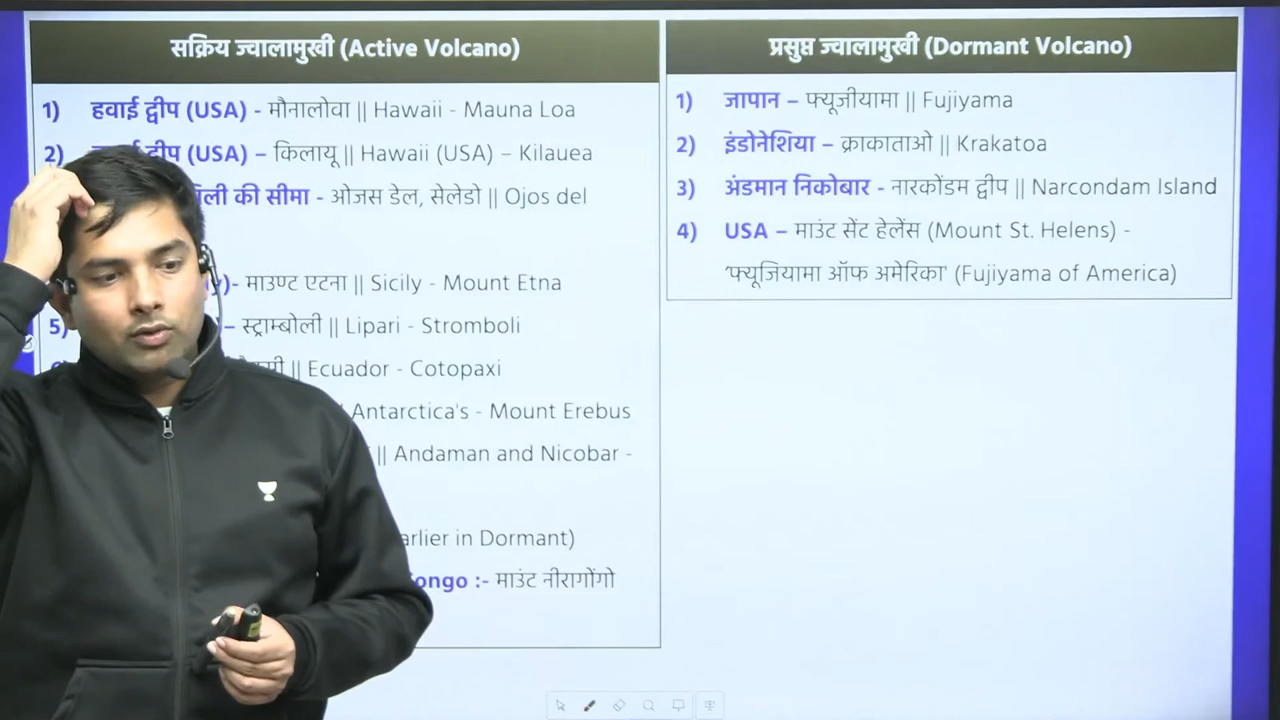 सक्रिय ज्वालामुखी (Active Volcano)
1) हवाई द्वीप (USA) - मौनालोवा || Hawaii - Mauna Loa
2) द्वीप (USA) – किलायू || Hawaii (USA) – Kilauea
की सीमा - ओजस डेल, सेलेडो || Ojos del
- माउण्ट एटना || Sicily - Mount Etna
5) – स्ट्राम्बोली || Lipari - Stromboli
|| Ecuador - Cotopaxi
Antarctica's - Mount Erebus
|| Andaman and Nicobar -
in Dormant)
:- माउंट नीरागोंगो
प्रसुप्त ज्वालामुखी (Dormant Volcano)
1) जापान – फ्यूजीयामा || Fujiyama
2) इंडोनेशिया – क्राकाताओ || Krakatoa
3) अंडमान निकोबार - नारकोंडम द्वीप || Narcondam Island
4) USA – माउंट सेंट हेलेंस (Mount St. Helens) -
'फ्यूजियामा ऑफ अमेरिका' (Fujiyama of America)